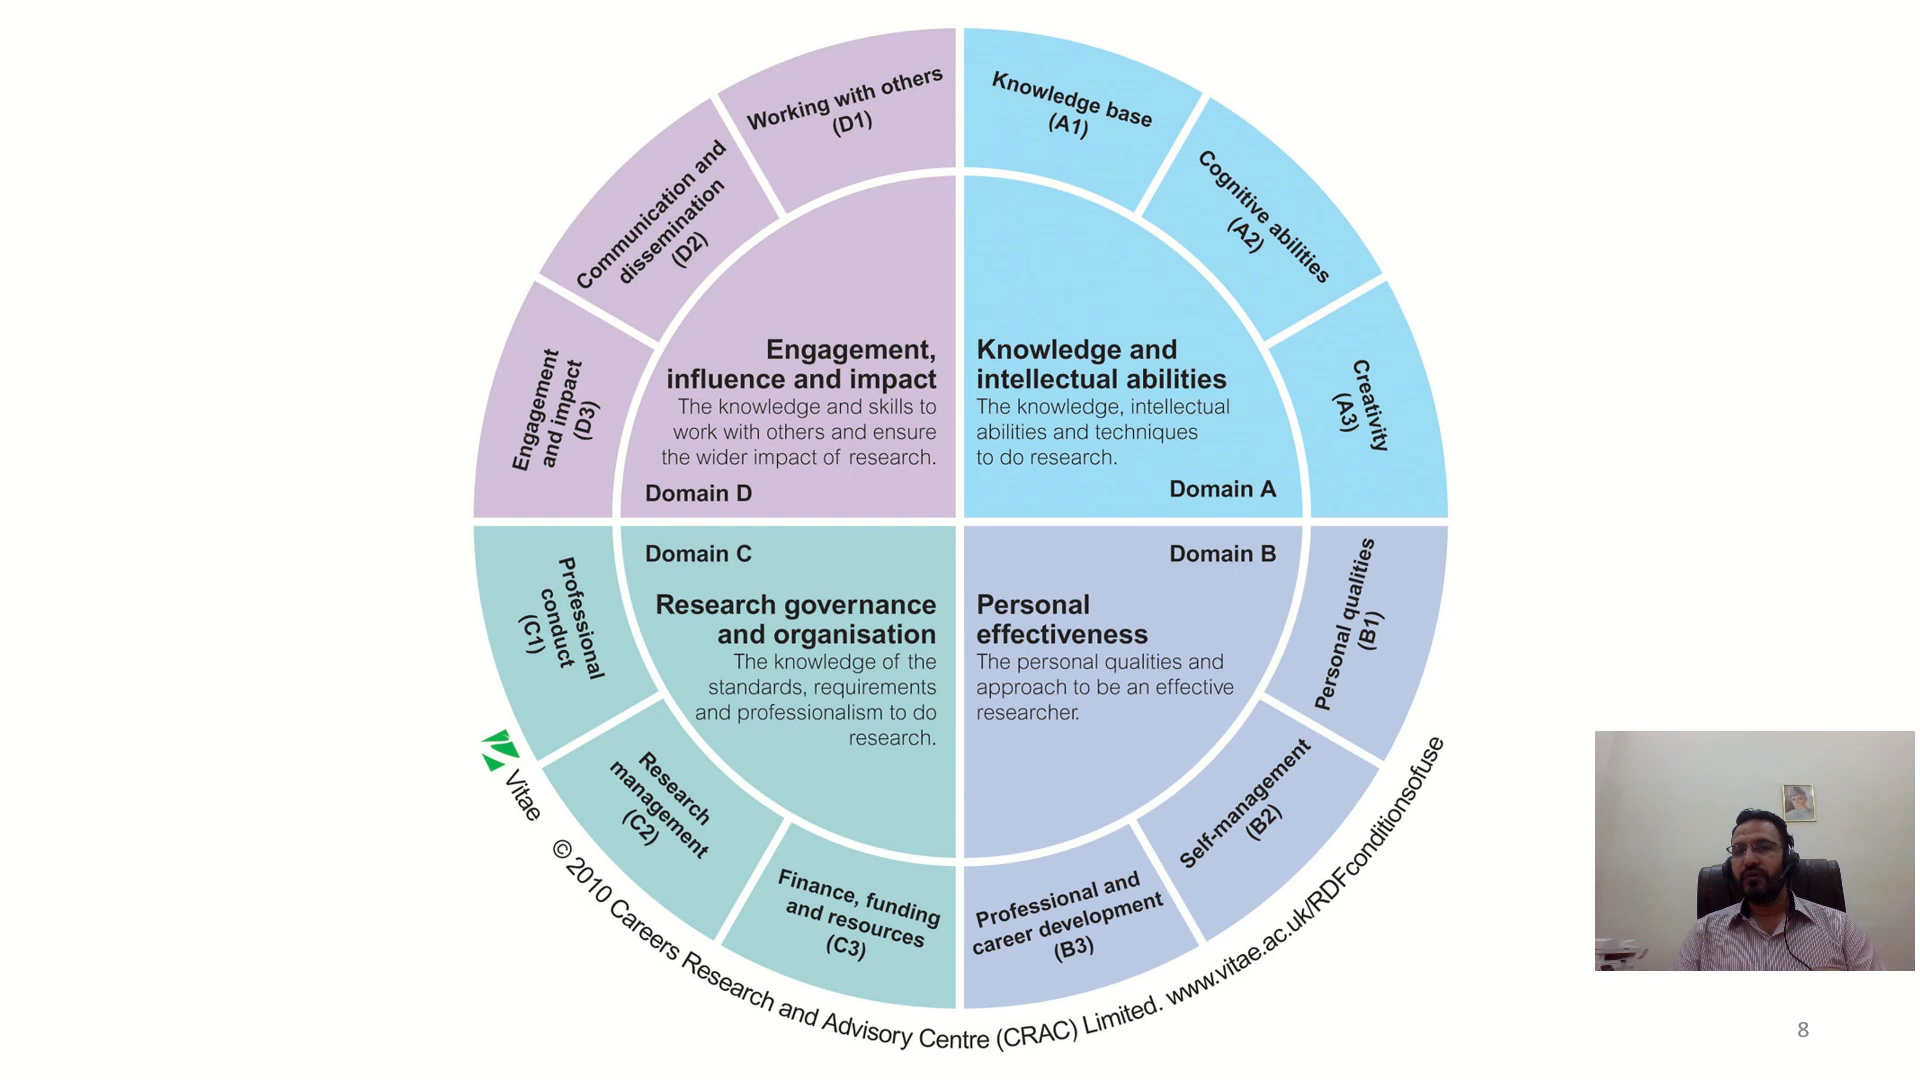 Working with others
(D1)
Knowledge base
(A1)
Communication and
dissemination
(D2)
Cognitive abilities
(A2)
Engagement
and impact
(D3)
Creativity
(A3)
Engagement,
influence and impact
The knowledge and skills to
work with others and ensure
the wider impact of research.
Domain D
Knowledge and
intellectual abilities
The knowledge, intellectual
abilities and techniques
to do research.
Domain A
Domain C
Research governance
and organisation
The knowledge of the
standards, requirements
and professionalism to do
research.
Domain B
Personal
effectiveness
The personal qualities and
approach to be an effective
researcher.
Professional
conduct
(C1)
Personal qualities
(B1)
Research
management
(C2)
Self-management
(B2)
Finance, funding
and resources
(C3)
Professional and
career development
(B3)
Vitae © 2010 Careers Research and Advisory Centre (CRAC) Limited. www.vitae.ac.uk/RDFconditionsofuse
8